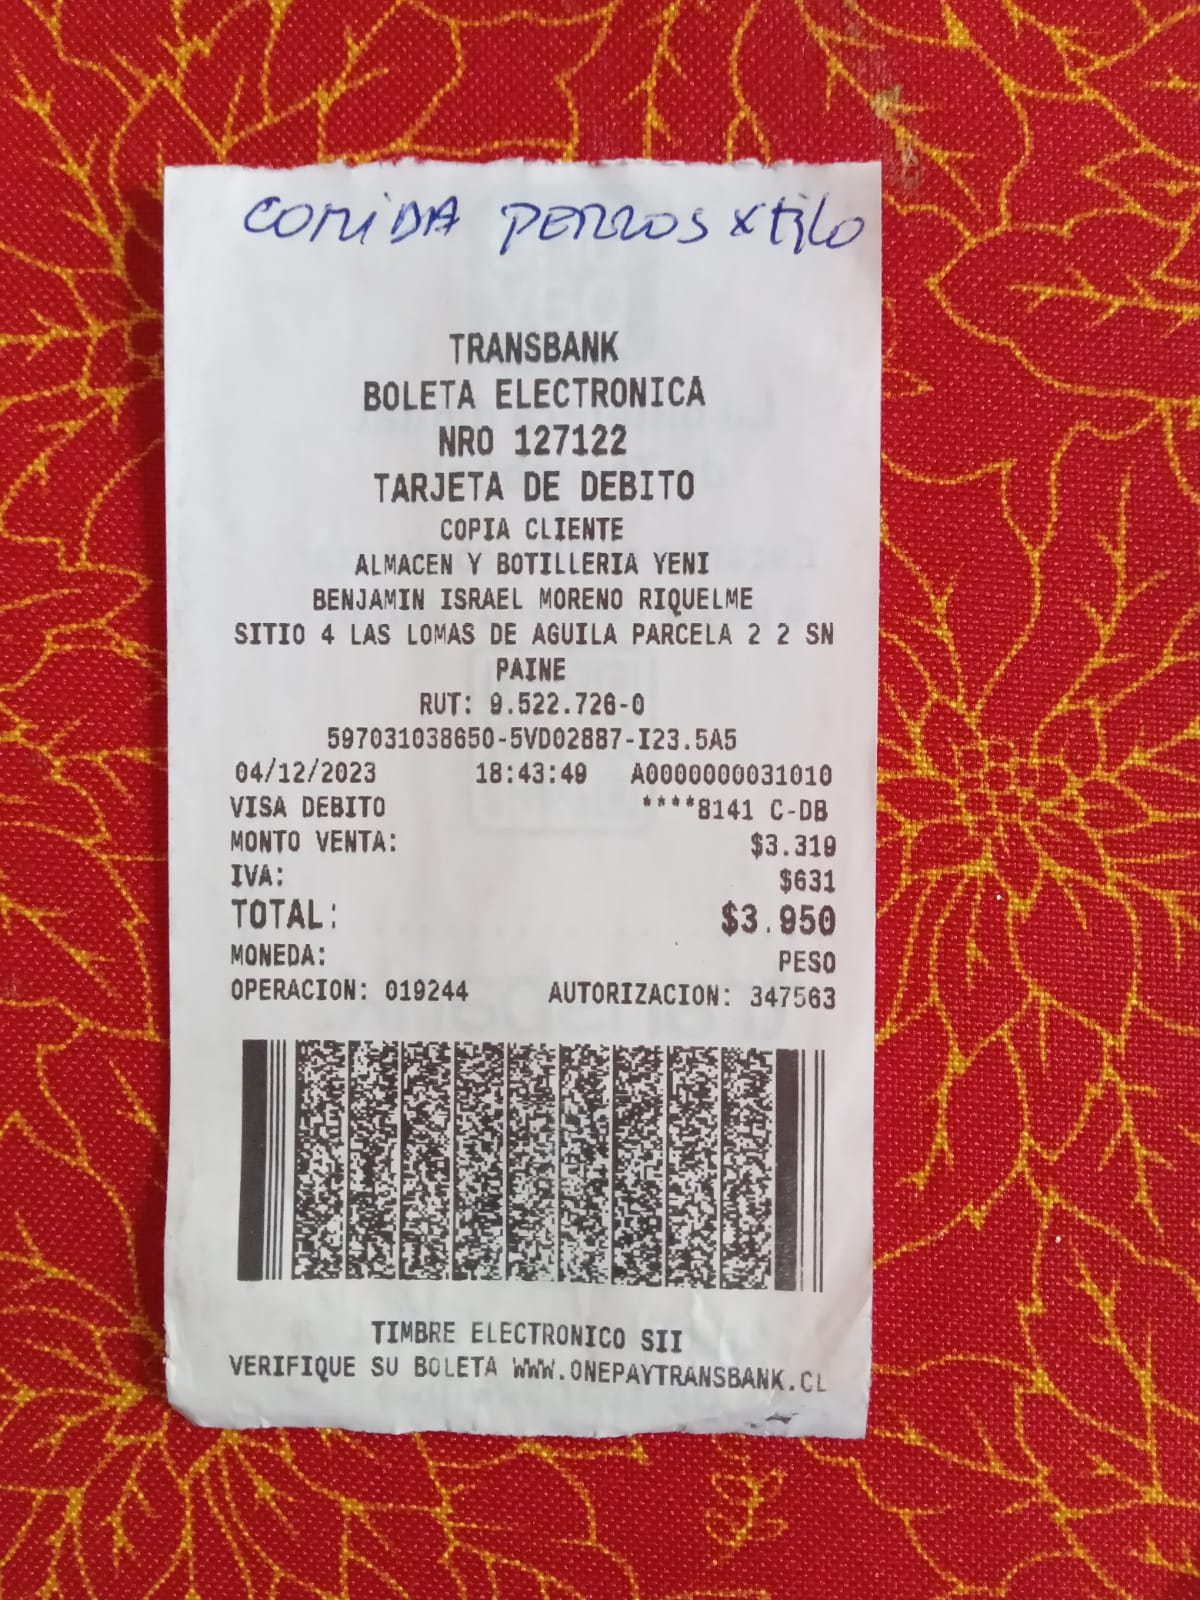 COMIDA PERROS x tilo
TRANSBANK
BOLETA ELECTRONICA
NRO 127122
TARJETA DE DEBITO
COPIA CLIENTE
ALMACEN Y BOTILLERIA YENI
BENJAMIN ISRAEL MORENO RIQUELME
SITIO 4 LAS LOMAS DE AGUILA PARCELA 2 2 SN
PAINE
RUT: 9.522.726-0
597031038650-5VD02887-I23.5A5
04/12/2023 18:43:49 A0000000031010
VISA DEBITO ****8141 C-DB
MONTO VENTA: $3.319
IVA: $631
TOTAL: $3.950
MONEDA: PESO
OPERACION: 019244 AUTORIZACION: 347563
TIMBRE ELECTRONICO SII
VERIFIQUE SU BOLETA WWW.ONEPAYTRANSBANK.CL